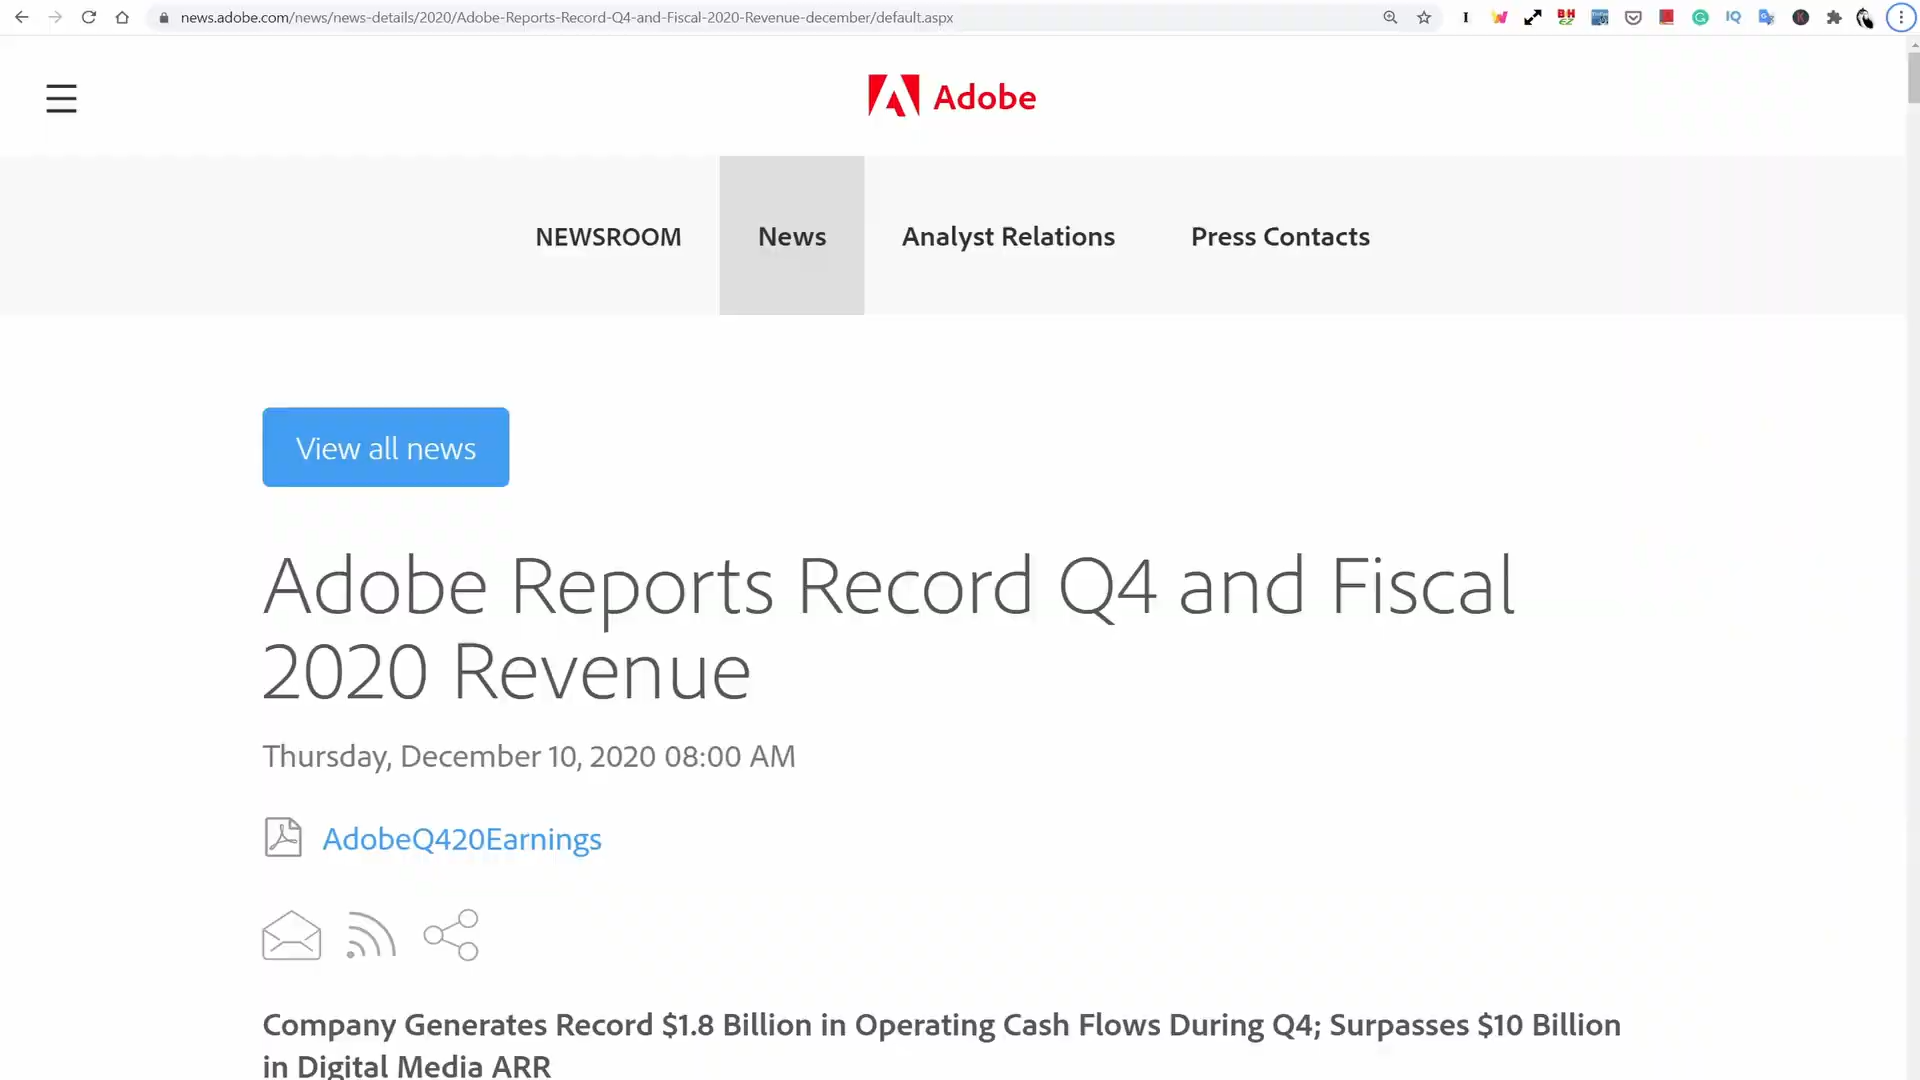 news.adobe.com/news/news-details/2020/Adobe-Reports-Record-Q4-and-Fiscal-2020-Revenue-december/default.aspx
Adobe
NEWSROOM News Analyst Relations Press Contacts
View all news
Adobe Reports Record Q4 and Fiscal
2020 Revenue
Thursday, December 10, 2020 08:00 AM
AdobeQ420Earnings
Company Generates Record $1.8 Billion in Operating Cash Flows During Q4; Surpasses $10 Billion
in Digital Media ARR